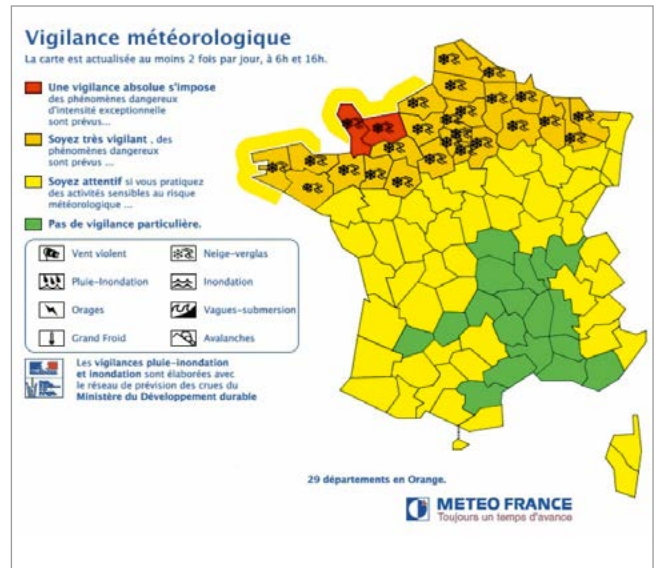 Vigilance météorologique
La carte est actualisée au moins 2 fois par jour, à 6h et 16h.
Une vigilance absolue s'impose
des phénomènes dangereux
d'intensité exceptionnelle
sont prévus...
Soyez très vigilant , des
phénomènes dangereux
sont prévus ...
Soyez attentif si vous pratiquez
des activités sensibles au risque
météorologique ...
Pas de vigilance particulière.
Vent violent
Neige-verglas
Pluie-Inondation
Inondation
Orages
Vagues-submersion
Grand Froid
Avalanches
Les vigilances pluie-inondation
et inondation sont élaborées avec
le réseau de prévision des crues du
Ministère du Développement durable
29 départements en Orange.
METEO FRANCE
Toujours un temps d'avance